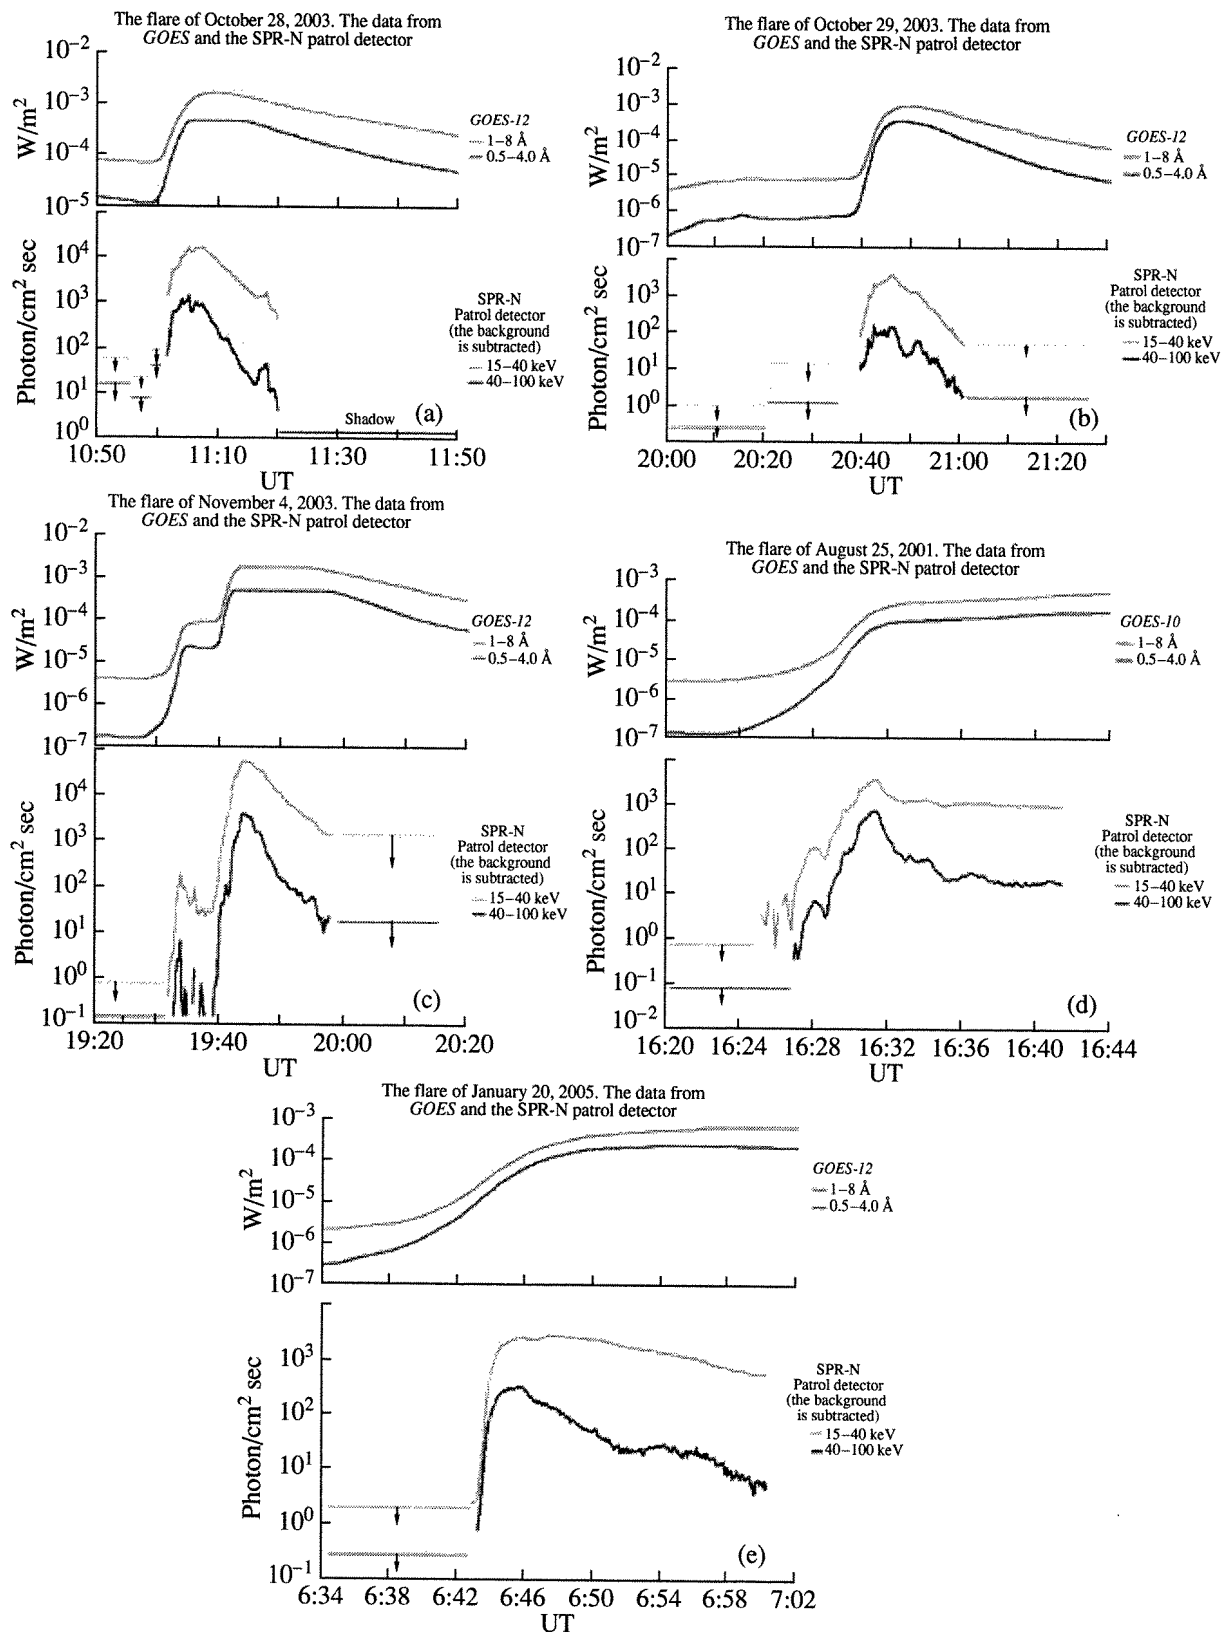 The flare of October 28, 2003. The data from
GOES and the SPR-N patrol detector
10⁻²
10⁻³
10⁻⁴
10⁻⁵
W/m²
GOES-12
1–8 Å
0.5–4.0 Å
10⁴
10³
10²
10¹
10⁰
Photon/cm² sec
SPR-N
Patrol detector
(the background
is subtracted)
15–40 keV
40–100 keV
(a)
Shadow
10:50 11:10 11:30 11:50
UT
The flare of October 29, 2003. The data from
GOES and the SPR-N patrol detector
10⁻²
10⁻³
10⁻⁴
10⁻⁵
10⁻⁶
10⁻⁷
W/m²
GOES-12
1–8 Å
0.5–4.0 Å
10⁴
10³
10²
10¹
10⁰
Photon/cm² sec
SPR-N
Patrol detector
(the background
is subtracted)
15–40 keV
40–100 keV
(b)
20:00 20:20 20:40 21:00 21:20
UT
The flare of November 4, 2003. The data from
GOES and the SPR-N patrol detector
10⁻²
10⁻³
10⁻⁴
10⁻⁵
10⁻⁶
10⁻⁷
W/m²
GOES-12
1–8 Å
0.5–4.0 Å
10⁴
10³
10²
10¹
10⁰
10⁻¹
Photon/cm² sec
SPR-N
Patrol detector
(the background
is subtracted)
15–40 keV
40–100 keV
(c)
19:20 19:40 20:00 20:20
UT
The flare of August 25, 2001. The data from
GOES and the SPR-N patrol detector
10⁻³
10⁻⁴
10⁻⁵
10⁻⁶
10⁻⁷
W/m²
GOES-10
1–8 Å
0.5–4.0 Å
10³
10²
10¹
10⁰
10⁻¹
10⁻²
Photon/cm² sec
SPR-N
Patrol detector
(the background
is subtracted)
15–40 keV
40–100 keV
(d)
16:20 16:24 16:28 16:32 16:36 16:40 16:44
UT
The flare of January 20, 2005. The data from
GOES and the SPR-N patrol detector
10⁻³
10⁻⁴
10⁻⁵
10⁻⁶
10⁻⁷
W/m²
GOES-12
1–8 Å
0.5–4.0 Å
10³
10²
10¹
10⁰
10⁻¹
Photon/cm² sec
SPR-N
Patrol detector
(the background
is subtracted)
15–40 keV
40–100 keV
(e)
6:34 6:38 6:42 6:46 6:50 6:54 6:58 7:02
UT